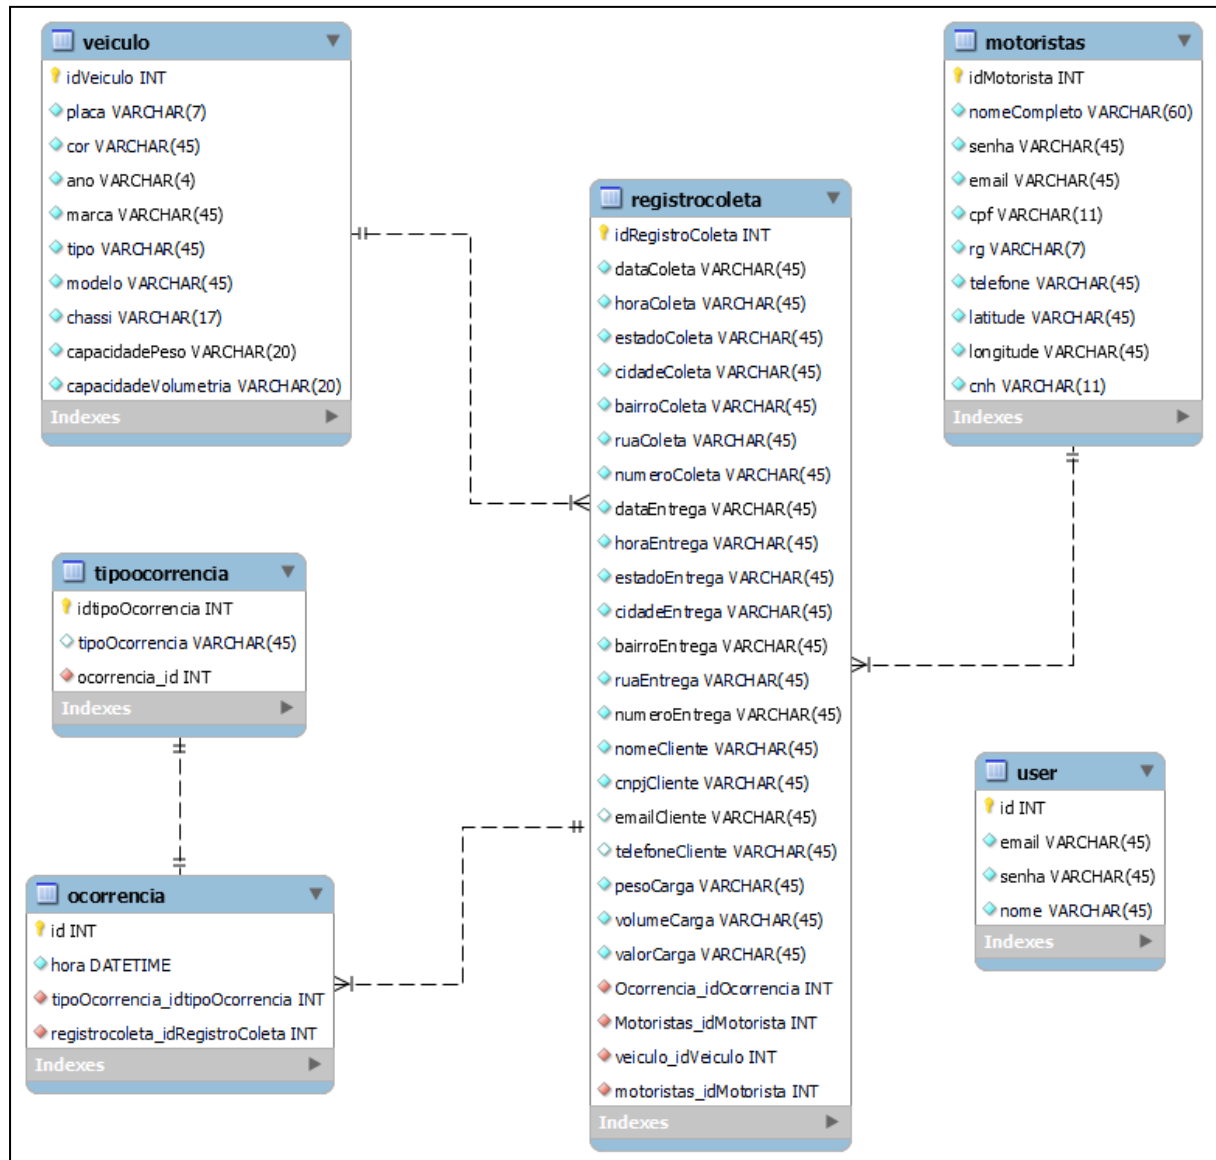 veiculo
idVeiculo INT
placa VARCHAR(7)
cor VARCHAR(45)
ano VARCHAR(4)
marca VARCHAR(45)
tipo VARCHAR(45)
modelo VARCHAR(45)
chassi VARCHAR(17)
capacidadePeso VARCHAR(20)
capacidadeVolumetria VARCHAR(20)
Indexes
motoristas
idMotorista INT
nomeCompleto VARCHAR(60)
senha VARCHAR(45)
email VARCHAR(45)
cpf VARCHAR(11)
rg VARCHAR(7)
telefone VARCHAR(45)
latitude VARCHAR(45)
longitude VARCHAR(45)
cnh VARCHAR(11)
Indexes
registrocoleta
idRegistroColeta INT
dataColeta VARCHAR(45)
horaColeta VARCHAR(45)
estadoColeta VARCHAR(45)
cidadeColeta VARCHAR(45)
bairroColeta VARCHAR(45)
ruaColeta VARCHAR(45)
numeroColeta VARCHAR(45)
dataEntrega VARCHAR(45)
horaEntrega VARCHAR(45)
estadoEntrega VARCHAR(45)
cidadeEntrega VARCHAR(45)
bairroEntrega VARCHAR(45)
ruaEntrega VARCHAR(45)
numeroEntrega VARCHAR(45)
nomeCliente VARCHAR(45)
cnpjCliente VARCHAR(45)
emailCliente VARCHAR(45)
telefoneCliente VARCHAR(45)
pesoCarga VARCHAR(45)
volumeCarga VARCHAR(45)
valorCarga VARCHAR(45)
Ocorrencia_idOcorrencia INT
Motoristas_idMotorista INT
veiculo_idVeiculo INT
motoristas_idMotorista INT
Indexes
tipoocorrencia
idtipoOcorrencia INT
tipoOcorrencia VARCHAR(45)
ocorrencia_id INT
Indexes
ocorrencia
id INT
hora DATETIME
tipoOcorrencia_idtipoOcorrencia INT
registrocoleta_idRegistroColeta INT
Indexes
user
id INT
email VARCHAR(45)
senha VARCHAR(45)
nome VARCHAR(45)
Indexes